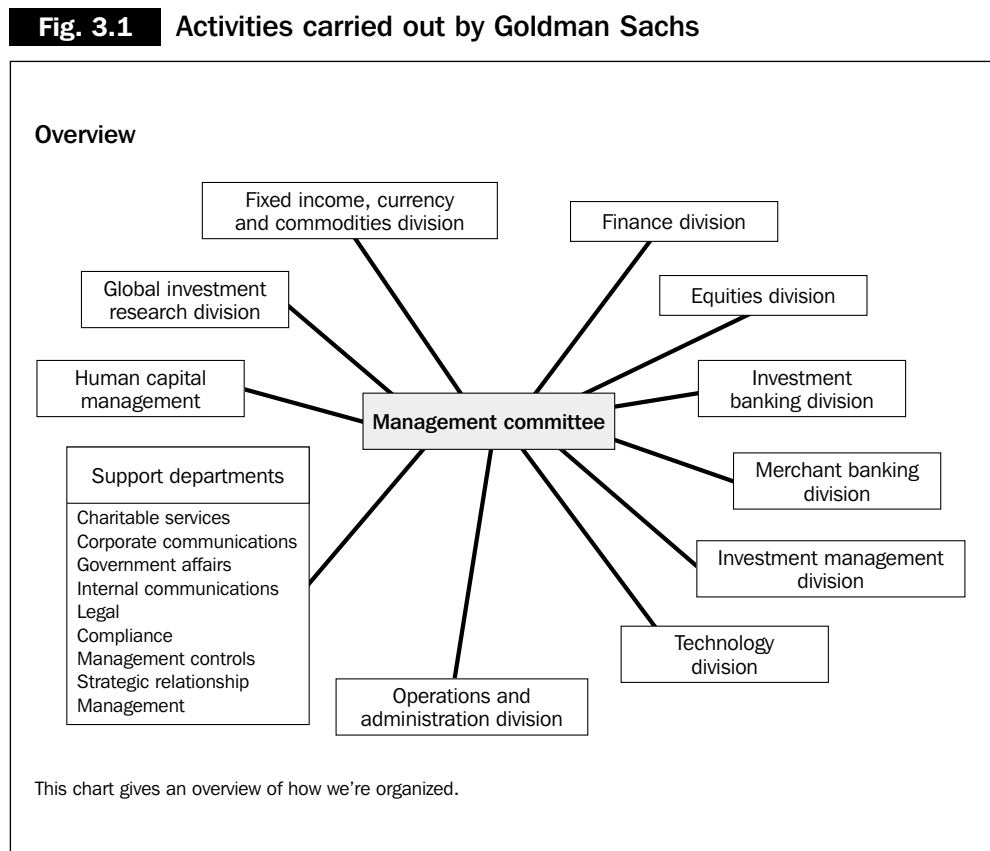 Fig. 3.1 Activities carried out by Goldman Sachs
Overview
Fixed income, currency
and commodities division
Finance division
Global investment
research division
Equities division
Human capital
management
Management committee
Investment
banking division
Support departments
Charitable services
Corporate communications
Government affairs
Internal communications
Legal
Compliance
Management controls
Strategic relationship
Management
Merchant banking
division
Investment management
division
Technology
division
Operations and
administration division
This chart gives an overview of how we're organized.